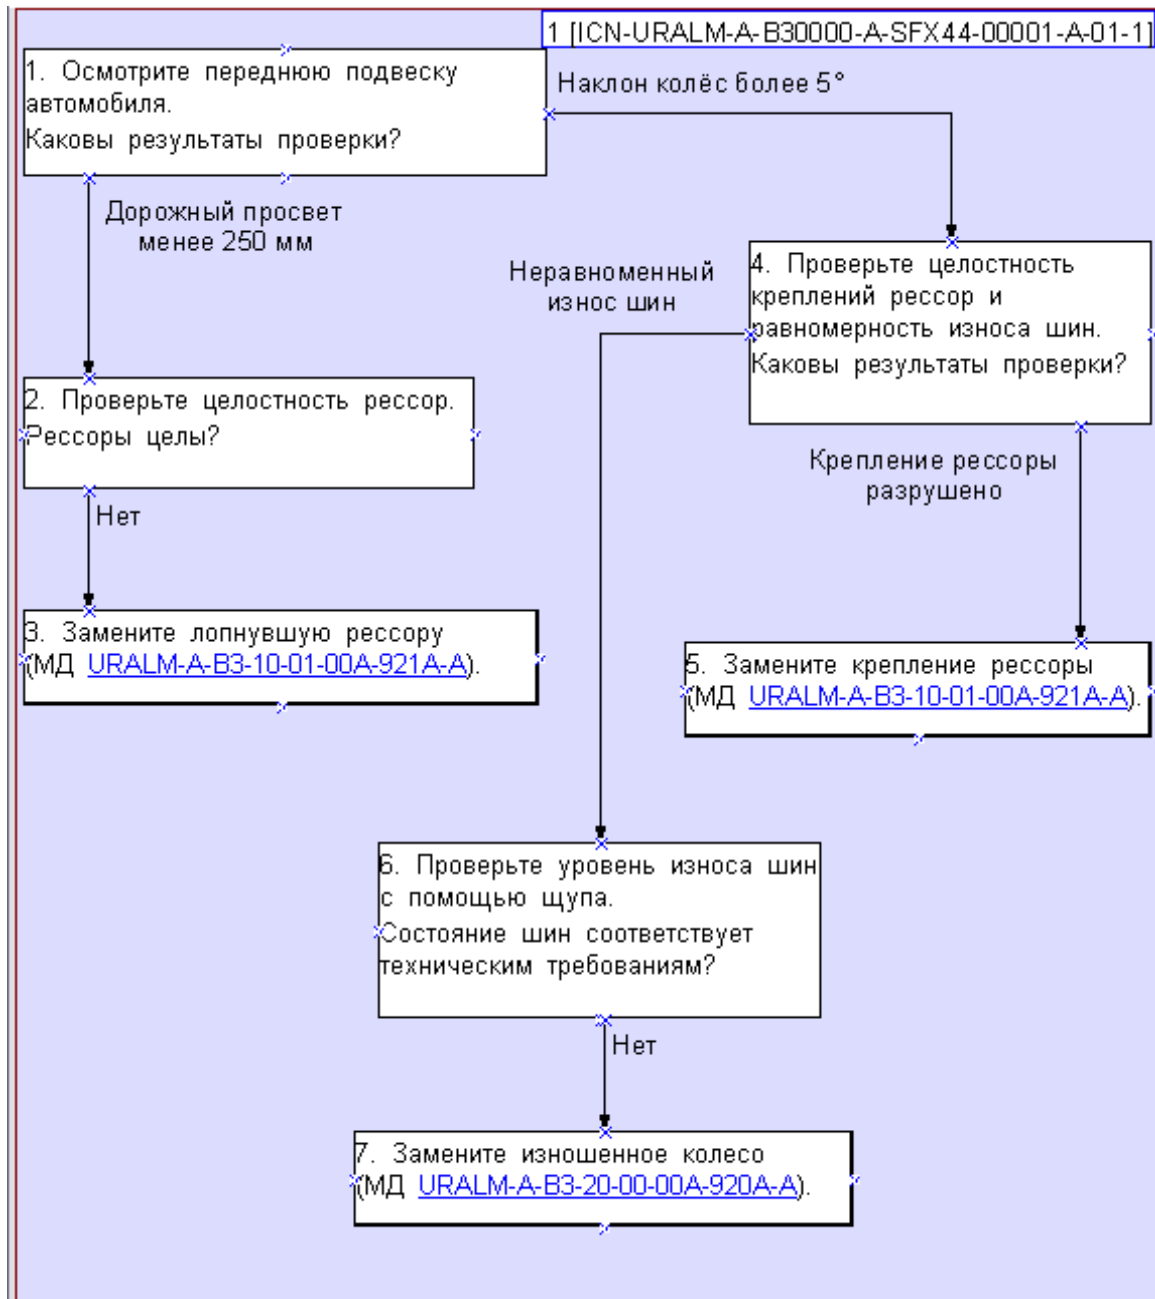 1 [ICN-URALM-A-B30000-A-SFX44-00001-A-01-1]
1. Осмотрите переднюю подвеску
автомобиля.
Каковы результаты проверки?
Наклон колёс более 5°
Дорожный просвет
менее 250 мм
Неравноменный
износ шин
4. Проверьте целостность
креплений рессор и
равномерность износа шин.
Каковы результаты проверки?
2. Проверьте целостность рессор.
Рессоры целы?
Крепление рессоры
разрушено
Нет
3. Замените лопнувшую рессору
(МД URALM-A-B3-10-01-00A-921A-A).
5. Замените крепление рессоры
(МД URALM-A-B3-10-01-00A-921A-A).
6. Проверьте уровень износа шин
с помощью щупа.
Состояние шин соответствует
техническим требованиям?
Нет
7. Замените изношенное колесо
(МД URALM-A-B3-20-00-00A-920A-A).